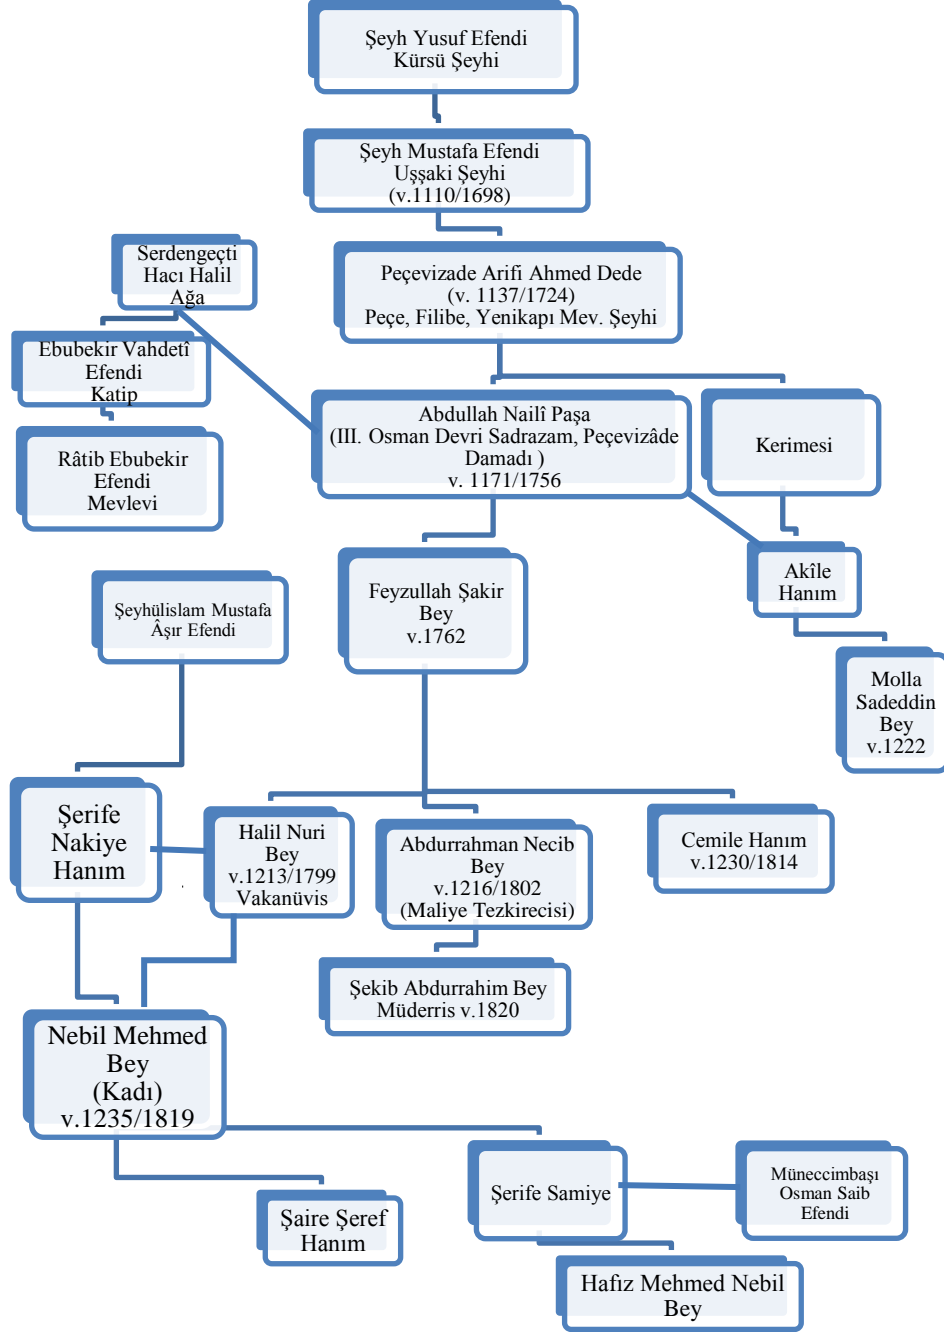 Şeyh Yusuf Efendi
Kürsü Şeyhi
Şeyh Mustafa Efendi
Uşşaki Şeyhi
(v.1110/1698)
Serdengeçti
Hacı Halil
Ağa
Peçevizade Arifi Ahmed Dede
(v. 1137/1724)
Peçe, Filibe, Yenikapı Mev. Şeyhi
Ebubekir Vahdetî
Efendi
Katip
Abdullah Nailî Paşa
(III. Osman Devri Sadrazam, Peçevizâde
Damadı )
v. 1171/1756
Kerimesi
Râtib Ebubekir
Efendi
Mevlevi
Feyzullah Şakir
Bey
v.1762
Akîle
Hanım
Şeyhülislam Mustafa
Âşır Efendi
Molla
Sadeddin
Bey
v.1222
Şerife
Nakiye
Hanım
Halil Nuri
Bey
v.1213/1799
Vakanüvis
Abdurrahman Necib
Bey
v.1216/1802
(Maliye Tezkirecisi)
Cemile Hanım
v.1230/1814
Şekib Abdurrahim Bey
Müderris v.1820
Nebil Mehmed
Bey
(Kadı)
v.1235/1819
Şaire Şeref
Hanım
Şerife Samiye
Müneccimbaşı
Osman Saib
Efendi
Hafız Mehmed Nebil
Bey